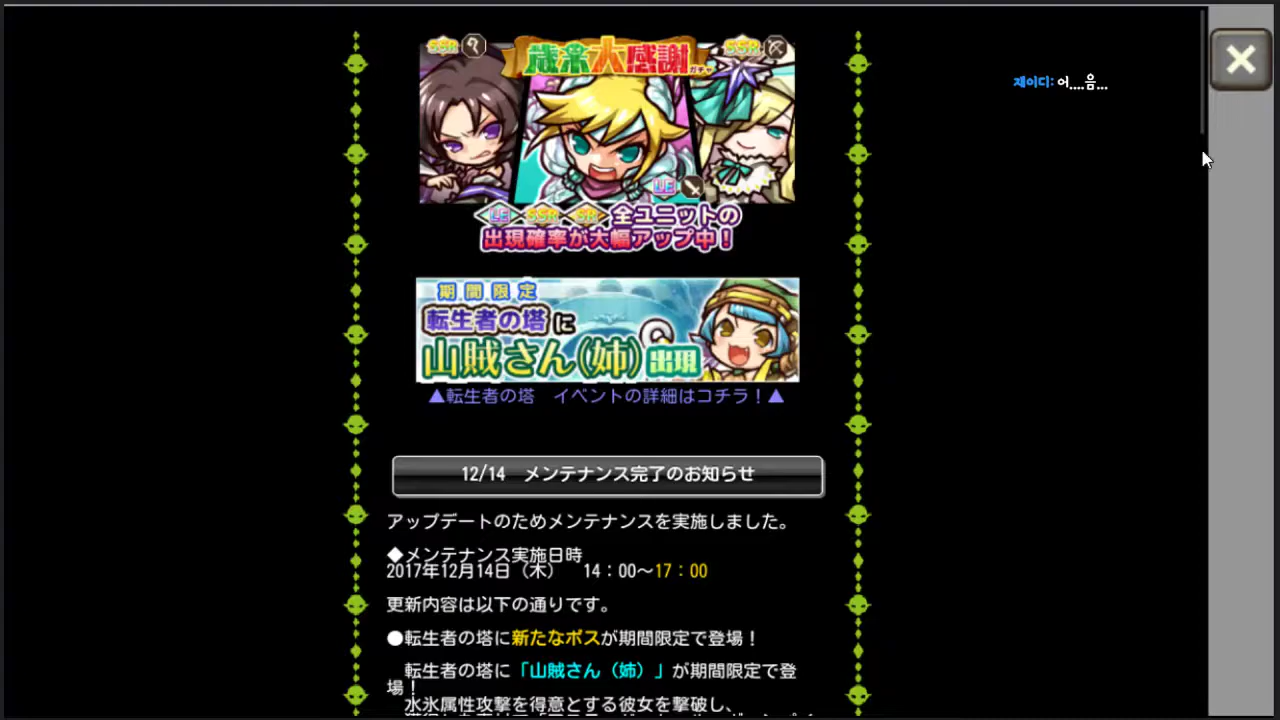 SSR
歳末大感謝ガチャ
SSR
LE
LE SSR SR 全ユニットの
出現確率が大幅アップ中!
재이디: 어....음...
期間限定
転生者の塔に
山賊さん(姉)出現
▲転生者の塔 イベントの詳細はコチラ!▲
12/14 メンテナンス完了のお知らせ
アップデートのためメンテナンスを実施しました。
◆メンテナンス実施日時
2017年12月14日(木) 14:00~17:00
更新内容は以下の通りです。
●転生者の塔に新たなボスが期間限定で登場!
転生者の塔に「山賊さん(姉)」が期間限定で登
場!
水氷属性攻撃を得意とする彼女を撃破し、